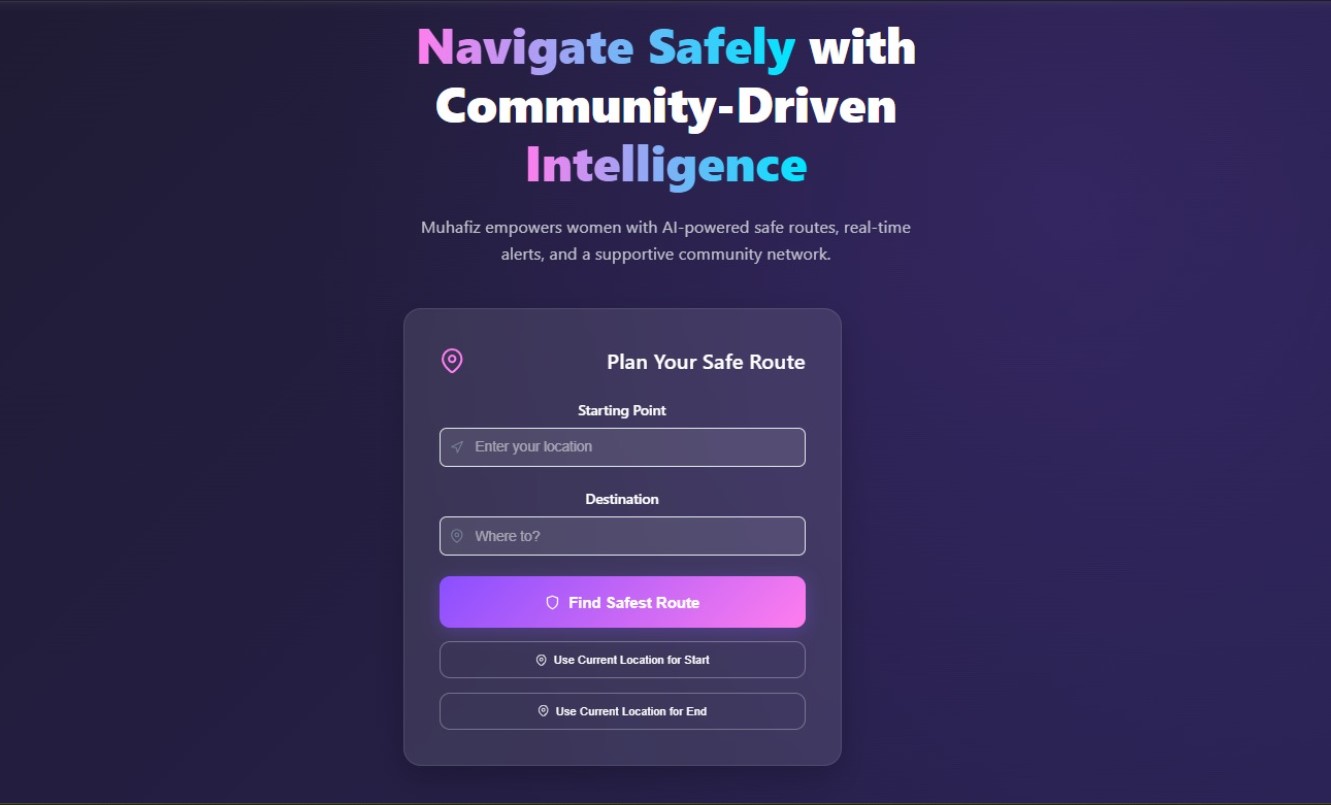 Navigate Safely with
Community-Driven
Intelligence
Muhafiz empowers women with AI-powered safe routes, real-time
alerts, and a supportive community network.
Plan Your Safe Route
Starting Point
Enter your location
Destination
Where to?
Find Safest Route
Use Current Location for Start
Use Current Location for End